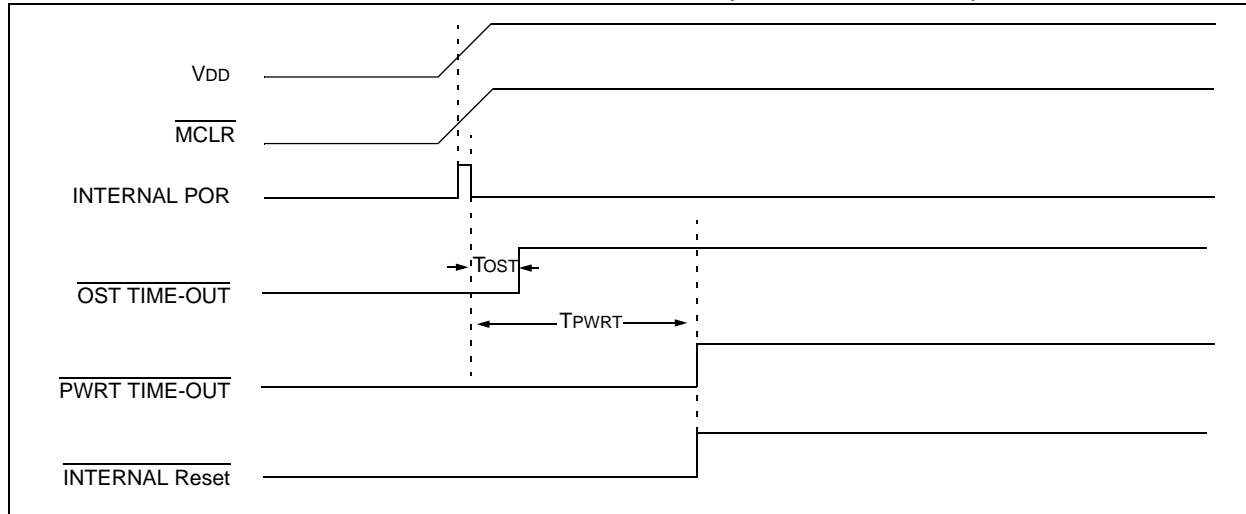 VDD
MCLR
INTERNAL POR
TOST
OST TIME-OUT
TPWRT
PWRT TIME-OUT
INTERNAL Reset